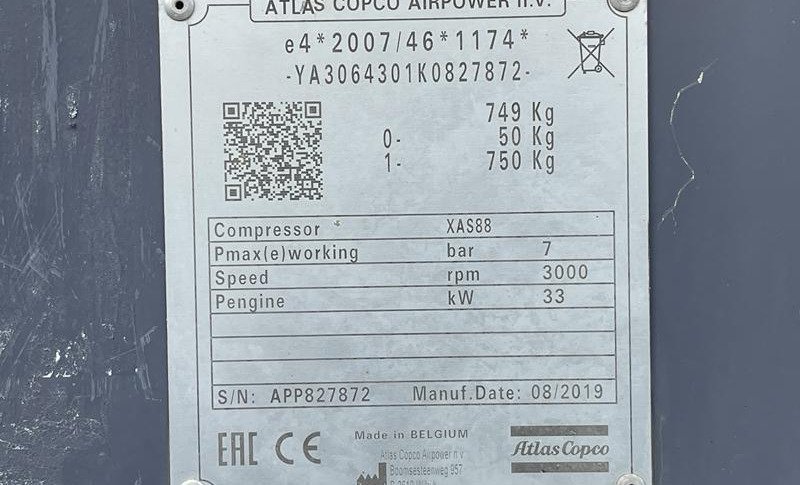 ATLAS COPCO AIRPOWER n.v.
e4*2007/46*1174*
-YA3064301K0827872-
749 Kg
0- 50 Kg
1- 750 Kg
Compressor XAS88
Pmax(e)working bar 7
Speed rpm 3000
Pengine kW 33
S/N: APP827872 Manuf.Date: 08/2019
EAC CE
Made in BELGIUM
Atlas Copco
Atlas Copco Airpower n.v.
Boomsesteenweg 957